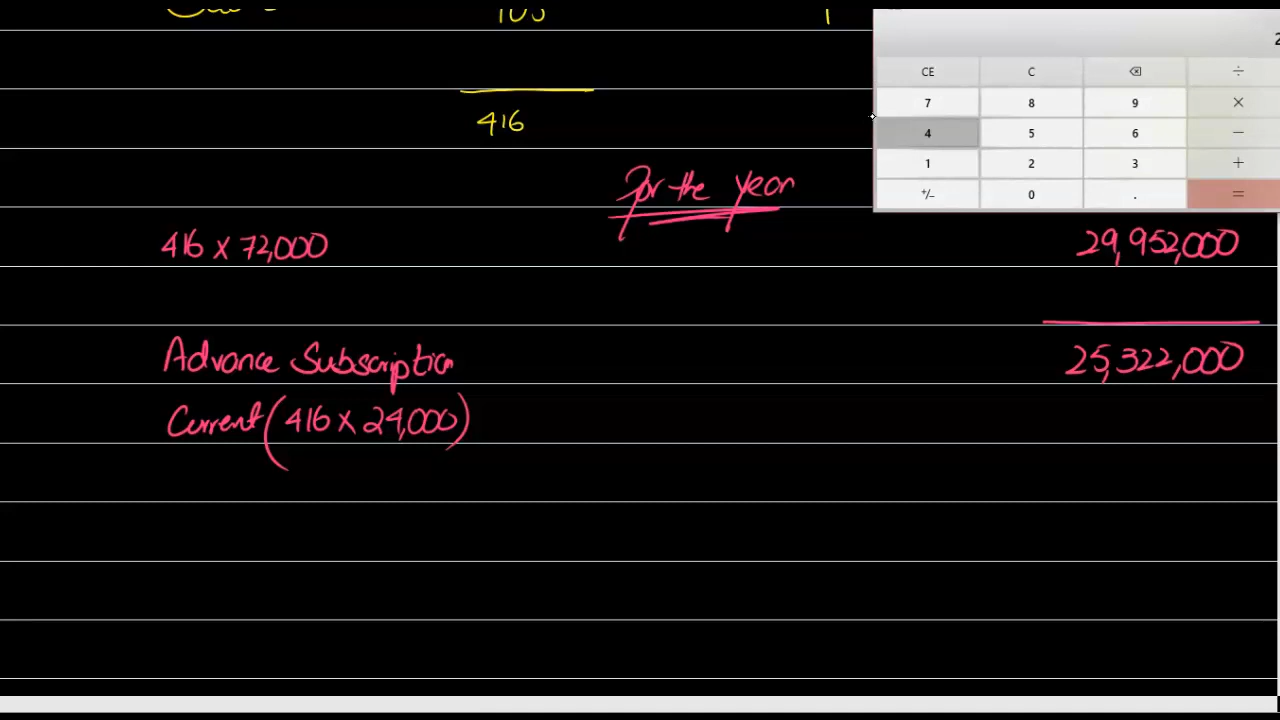 105
CE C ÷
7 8 9 ×
416
4 5 6 −
For the year
1 2 3 +
+/− 0 . =
416 x 72,000 29,952,000
Advance Subscription 25,322,000
Current (416 x 24,000)